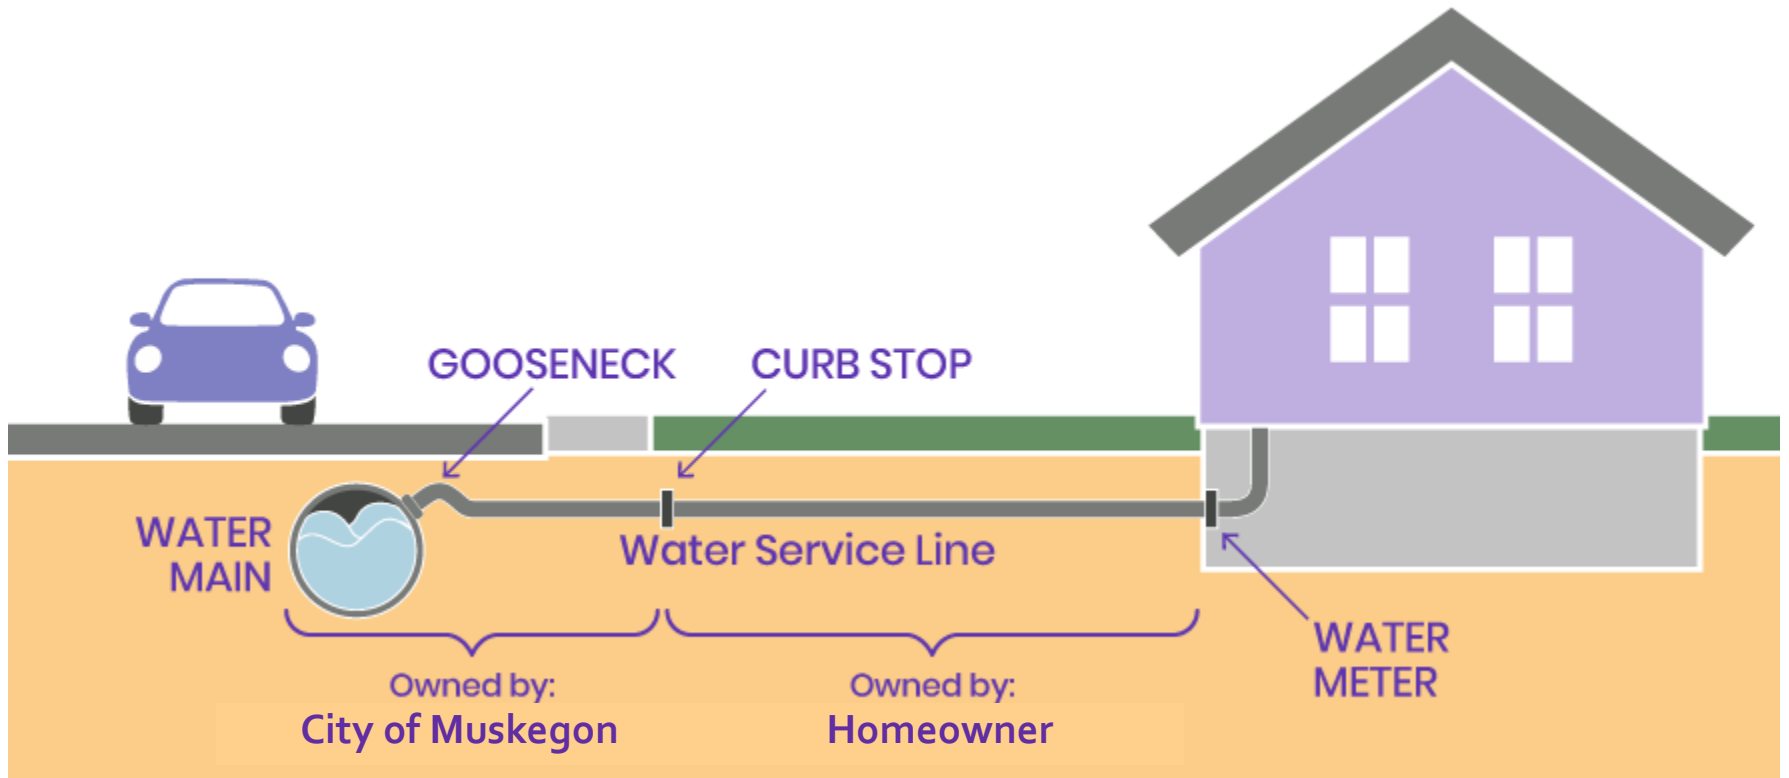 GOOSENECK
CURB STOP
WATER
MAIN
Water Service Line
WATER
METER
Owned by:
City of Muskegon
Owned by:
Homeowner